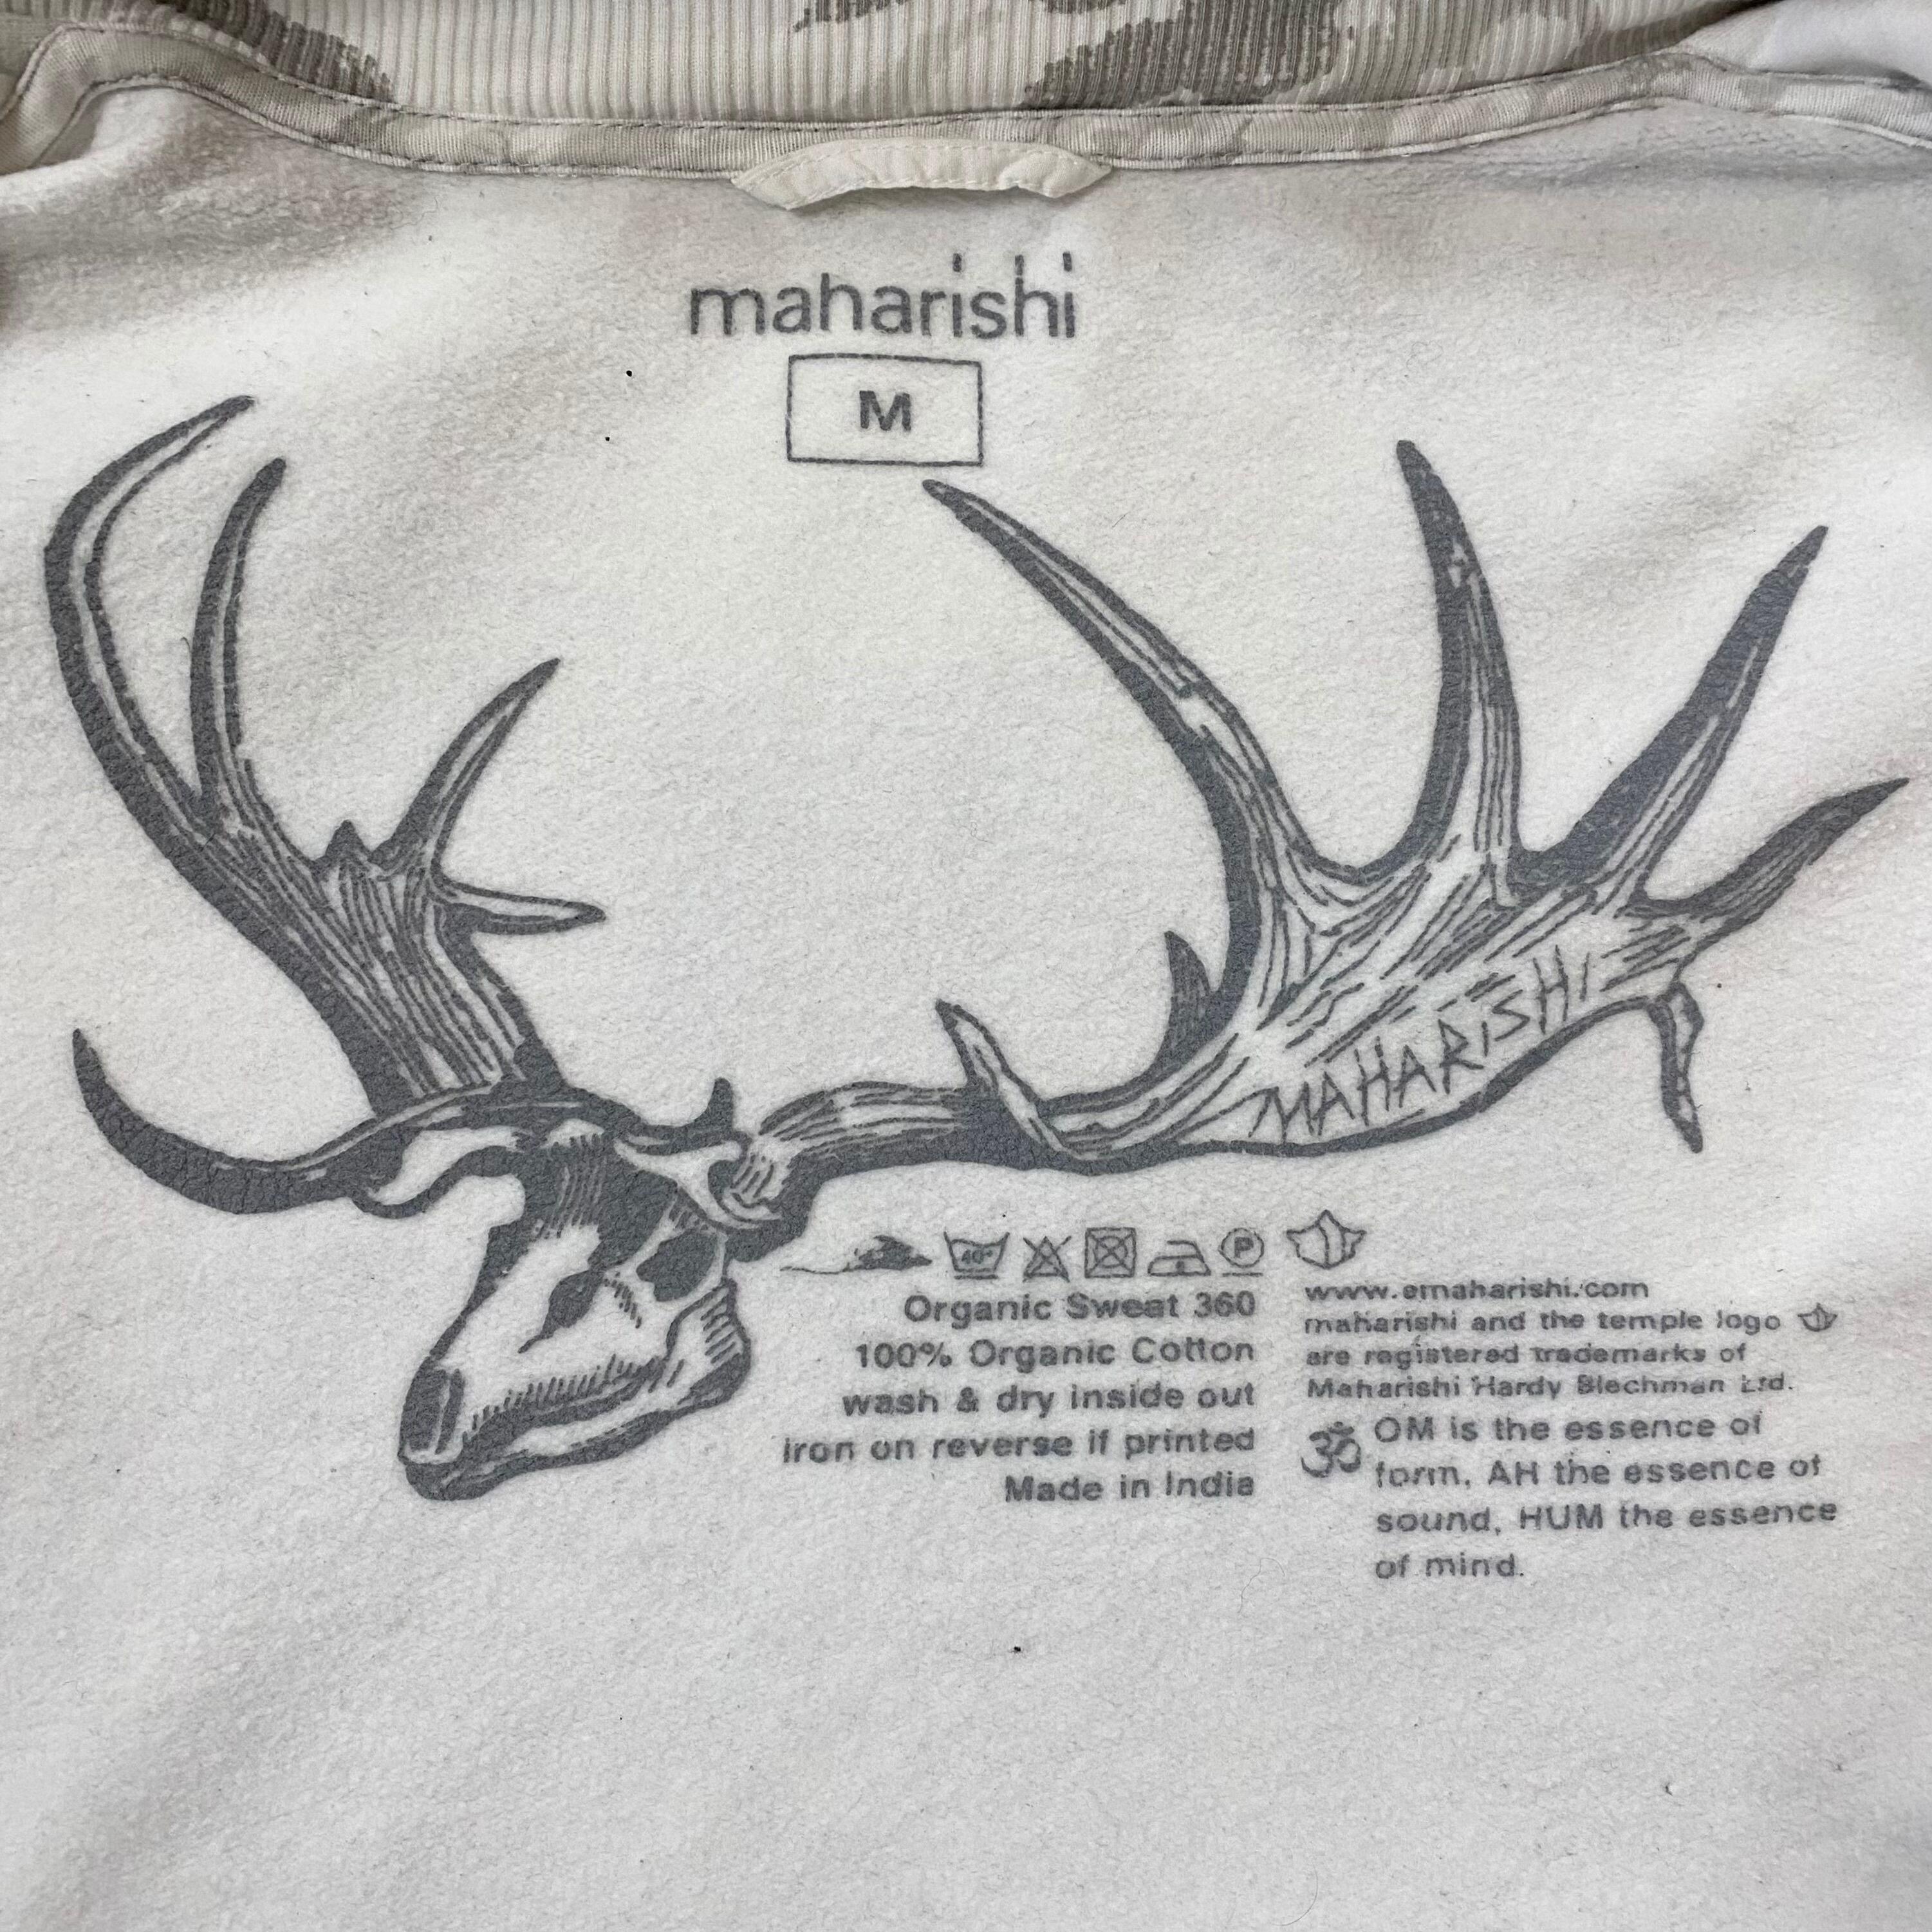 maharishi
M
MAHARISHI
40°
P
Organic Sweat 360
100% Organic Cotton
wash & dry inside out
iron on reverse if printed
Made in India
www.emaharishi.com
maharishi and the temple logo
are registered trademarks of
Maharishi Hardy Blechman Ltd.
ॐ OM is the essence of
form, AH the essence of
sound, HUM the essence
of mind.